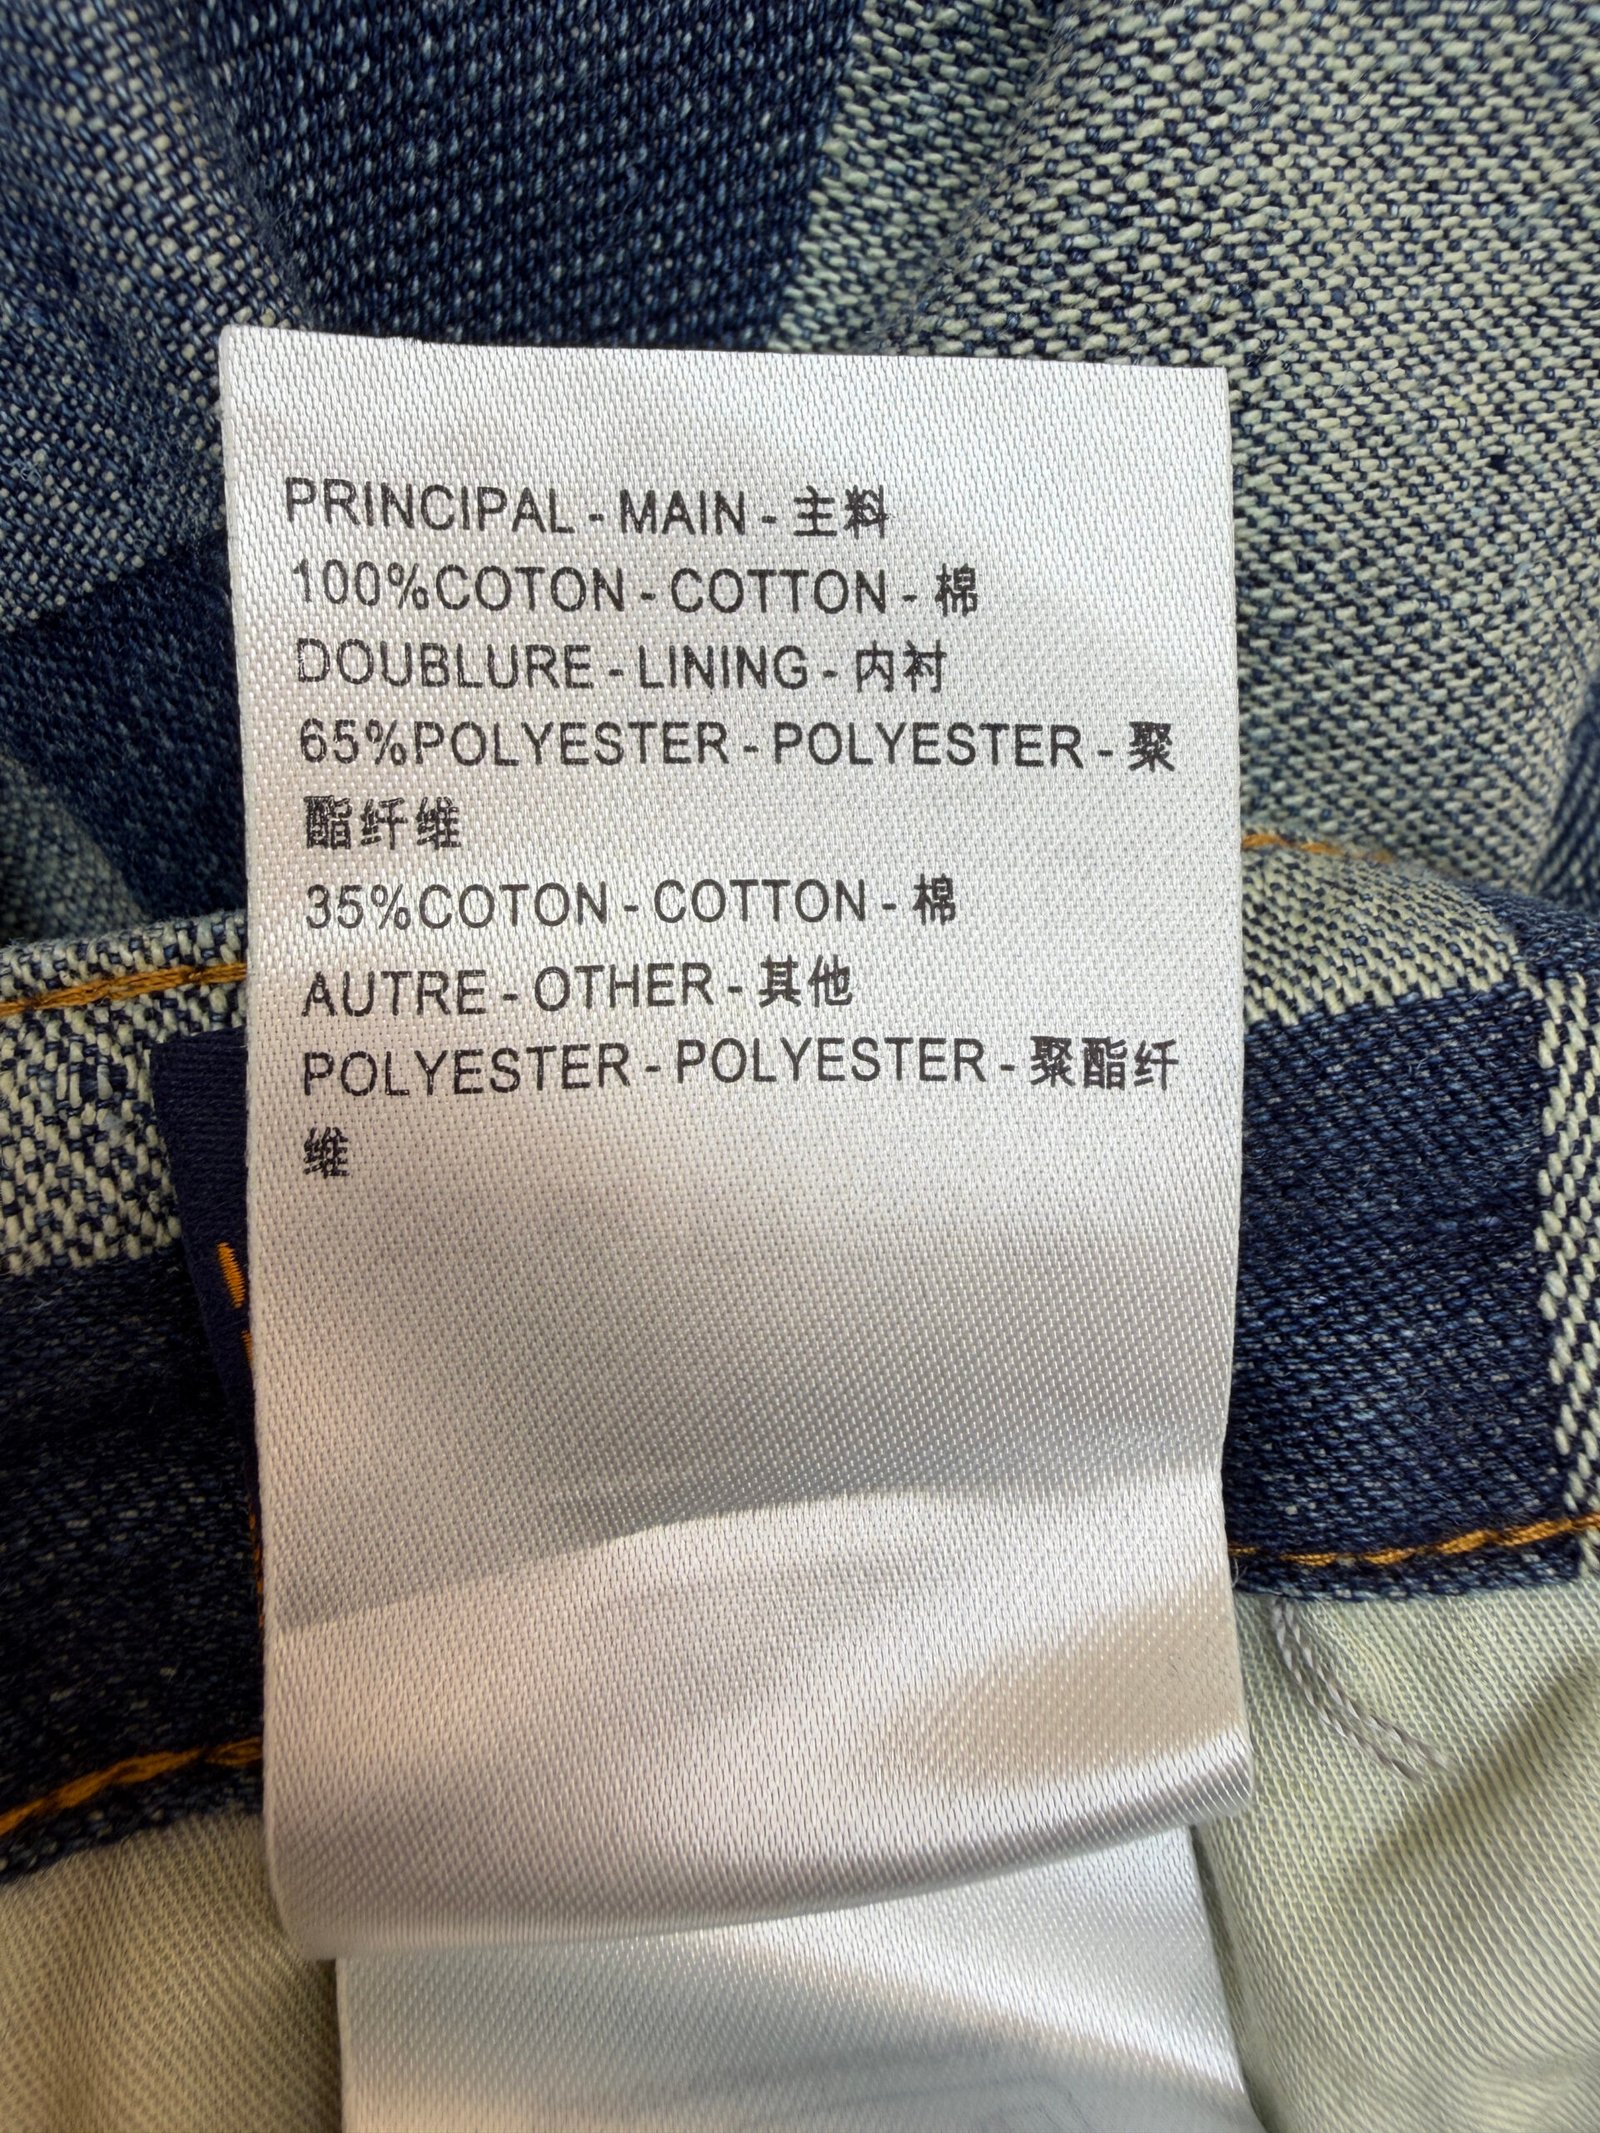 PRINCIPAL - MAIN - 主料
100%COTON - COTTON - 棉
DOUBLURE - LINING - 内衬
65%POLYESTER - POLYESTER - 聚
酯纤维
35%COTON - COTTON - 棉
AUTRE - OTHER - 其他
POLYESTER - POLYESTER - 聚酯纤
维